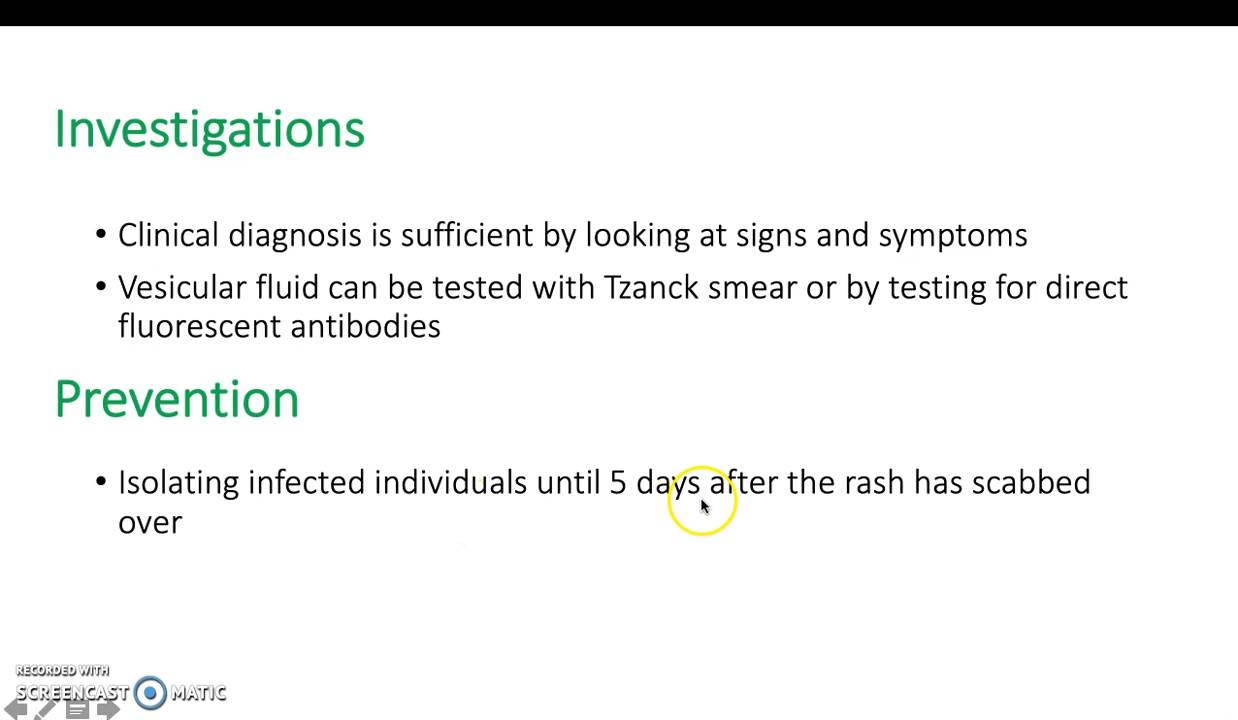 Investigations
• Clinical diagnosis is sufficient by looking at signs and symptoms
• Vesicular fluid can be tested with Tzanck smear or by testing for direct
fluorescent antibodies
Prevention
• Isolating infected individuals until 5 days after the rash has scabbed
over
RECORDED WITH
SCREENCAST MATIC